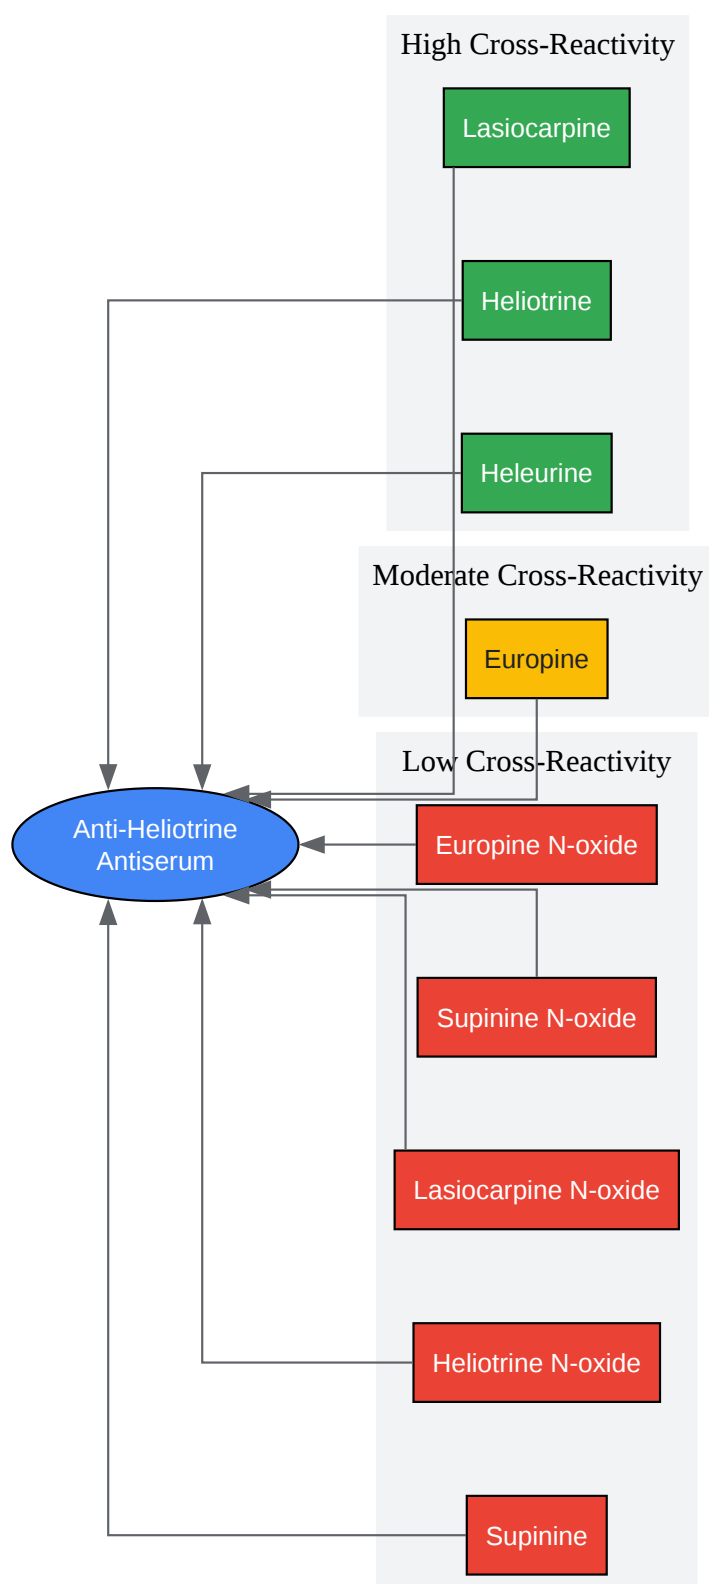 High Cross-Reactivity
Lasiocarpine
Heliotrine
Heleurine
Moderate Cross-Reactivity
Europine
Low Cross-Reactivity
Anti-Heliotrine
Antiserum
Europine N-oxide
Supinine N-oxide
Lasiocarpine N-oxide
Heliotrine N-oxide
Supinine